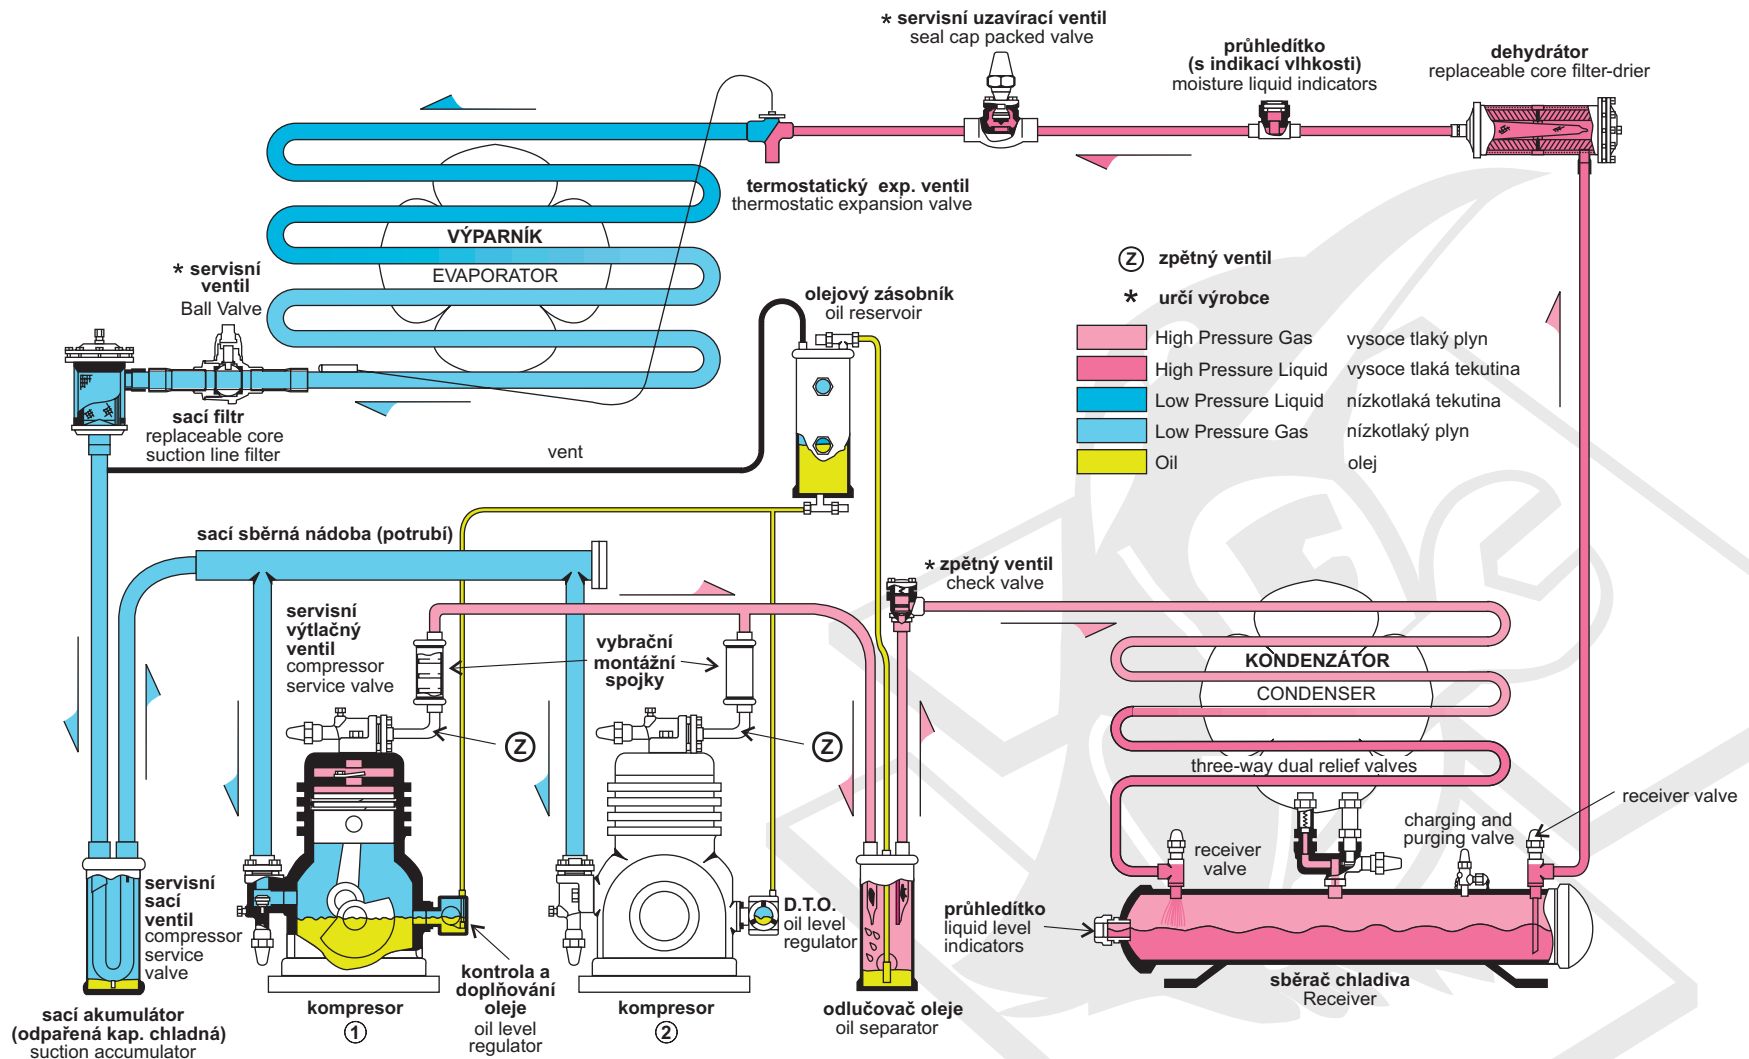 * servisní uzavírací ventil
seal cap packed valve
průhledítko
(s indikací vlhkosti)
moisture liquid indicators
dehydrátor
replaceable core filter-drier
termostatický exp. ventil
thermostatic expansion valve
VÝPARNÍK
EVAPORATOR
* servisní
ventil
Ball Valve
olejový zásobník
oil reservoir
Z zpětný ventil
* určí výrobce
High Pressure Gas vysoce tlaký plyn
High Pressure Liquid vysoce tlaká tekutina
Low Pressure Liquid nízkotlaká tekutina
Low Pressure Gas nízkotlaký plyn
Oil olej
sací filtr
replaceable core
suction line filter
vent
sací sběrná nádoba (potrubí)
* zpětný ventil
check valve
servisní
výtlačný
ventil
compressor
service valve
vybrační
montážní
spojky
Z
Z
KONDENZÁTOR
CONDENSER
three-way dual relief valves
receiver valve
charging and
purging valve
receiver
valve
servisní
sací
ventil
compressor
service
valve
D.T.O.
oil level
regulator
průhledítko
liquid level
indicators
kontrola a
doplňování
oleje
oil level
regulator
sběrač chladiva
Receiver
kompresor
1
kompresor
2
odlučovač oleje
oil separator
sací akumulátor
(odpařená kap. chladná)
suction accumulator